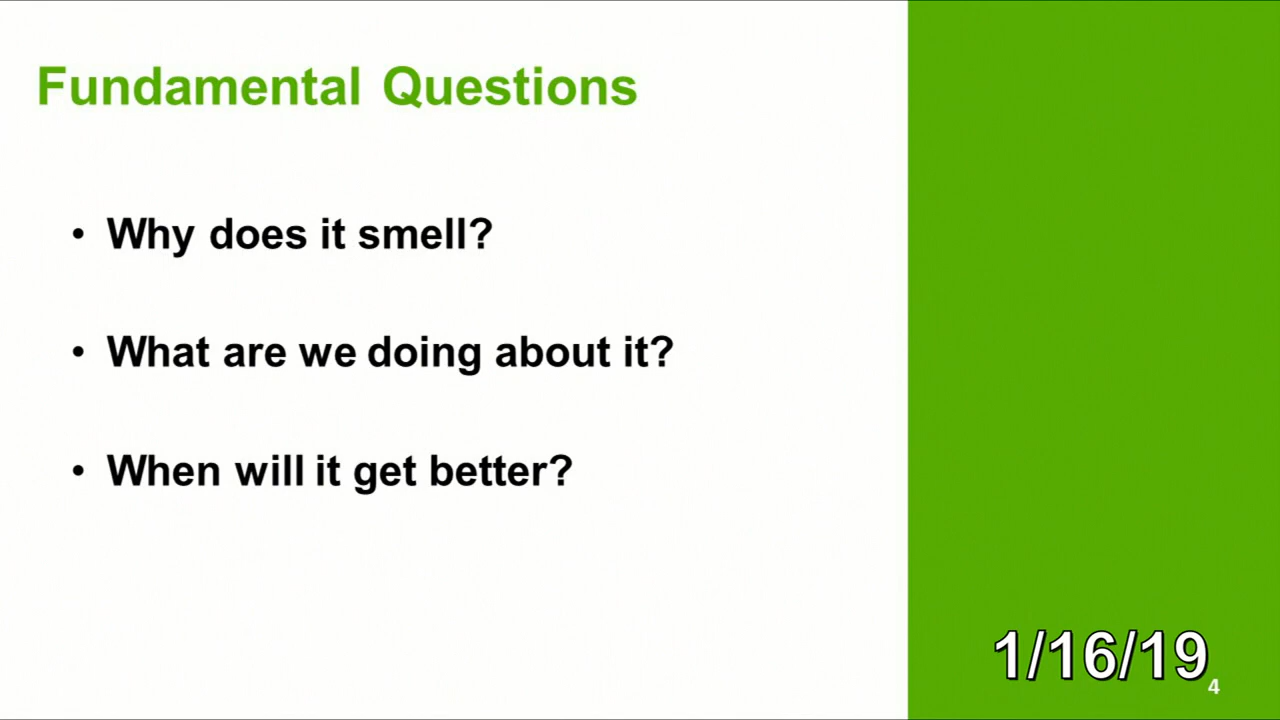 Fundamental Questions
• Why does it smell?
• What are we doing about it?
• When will it get better?
1/16/19
4